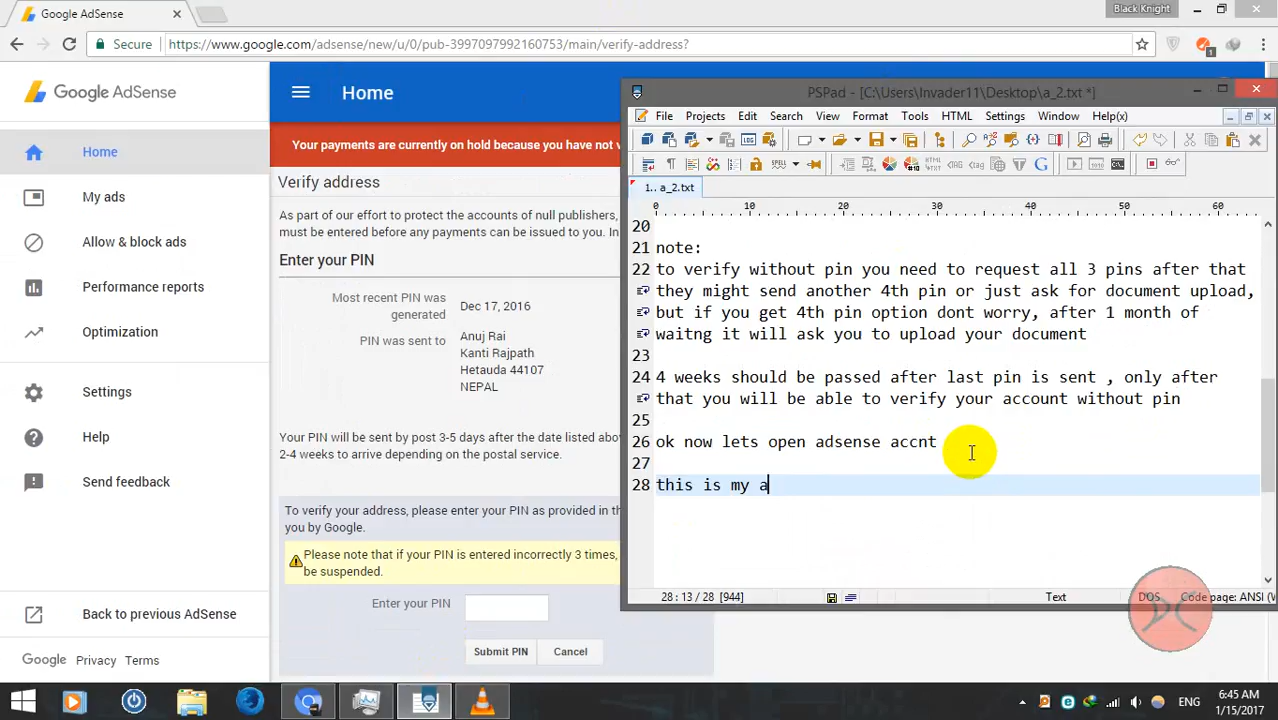 Google AdSense
Black Knight
Secure
https://www.google.com/adsense/new/u/0/pub-3997097992160753/main/verify-address?
1
Google AdSense
Home
My ads
Allow & block ads
Performance reports
Optimization
Settings
Help
Send feedback
Back to previous AdSense
Google Privacy Terms
Home
Your payments are currently on hold because you have not v
Verify address
As part of our effort to protect the accounts of null publishers,
must be entered before any payments can be issued to you. In
Enter your PIN
Most recent PIN was
generated
Dec 17, 2016
PIN was sent to
Anuj Rai
Kanti Rajpath
Hetauda 44107
NEPAL
Your PIN will be sent by post 3-5 days after the date listed abov
2-4 weeks to arrive depending on the postal service.
To verify your address, please enter your PIN as provided in th
you by Google.
Please note that if your PIN is entered incorrectly 3 times,
be suspended.
Enter your PIN
Submit PIN
Cancel
PSPad - [C:\Users\Invader11\Desktop\a_2.txt *]
File Projects Edit Search View Format Tools HTML Settings Window Help(x)
1.. a_2.txt
0 10 20 30 40 50 60
20
21 note:
22 to verify without pin you need to request all 3 pins after that
they might send another 4th pin or just ask for document upload,
but if you get 4th pin option dont worry, after 1 month of
waitng it will ask you to upload your document
23
24 4 weeks should be passed after last pin is sent , only after
that you will be able to verify your account without pin
25
26 ok now lets open adsense accnt
27
28 this is my a
28 : 13 / 28 [944]
Text
DOS
Code page: ANSI (W
ENG
6:45 AM
1/15/2017